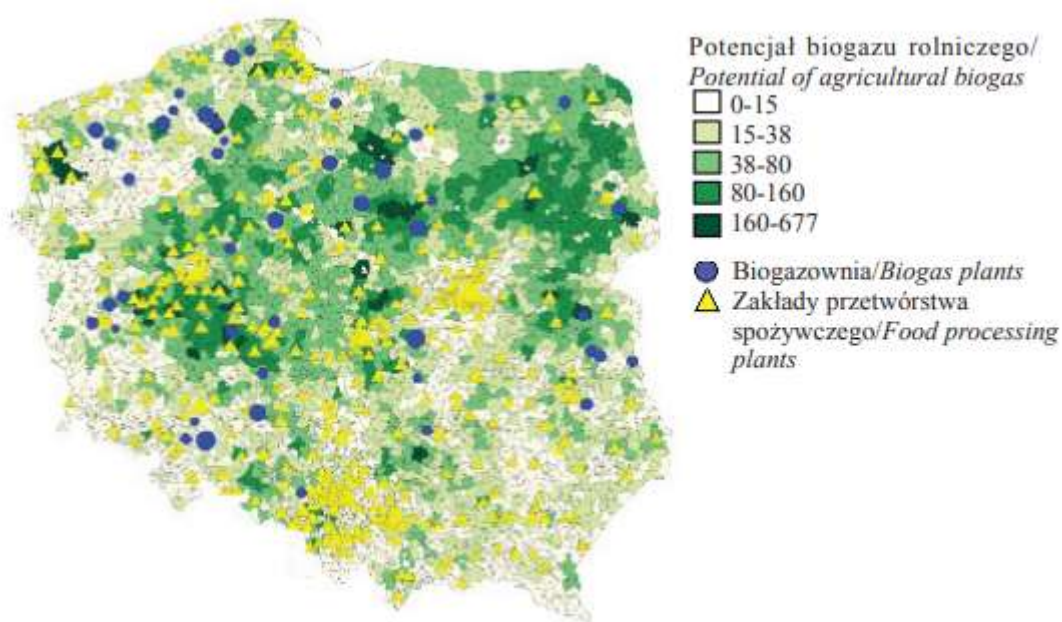 Potencjał biogazu rolniczego/
Potential of agricultural biogas
0-15
15-38
38-80
80-160
160-677
Biogazownia/Biogas plants
Zakłady przetwórstwa
spożywczego/Food processing
plants